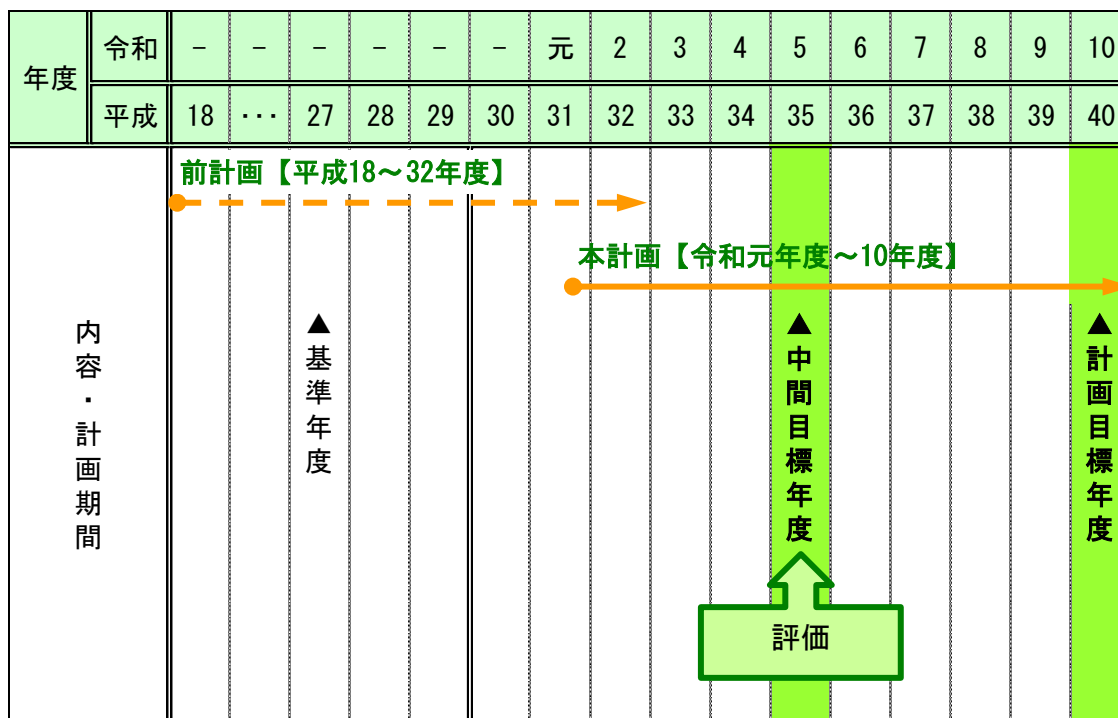 年度
令和 － － － － － － 元 2 3 4 5 6 7 8 9 10
平成 18 ･･･ 27 28 29 30 31 32 33 34 35 36 37 38 39 40
内容・計画期間
前計画【平成18～32年度】
本計画【令和元年度～10年度】
▲基準年度
▲中間目標年度
▲計画目標年度
評価